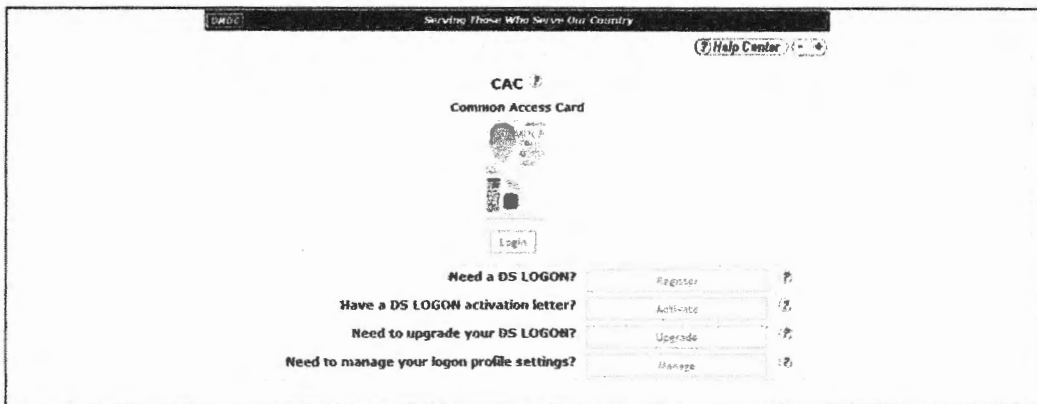 DMDC Serving Those Who Serve Our Country
(?) Help Center - +
CAC ?
Common Access Card
Login
Need a DS LOGON? Register ?
Have a DS LOGON activation letter? Activate ?
Need to upgrade your DS LOGON? Upgrade ?
Need to manage your logon profile settings? Manage ?